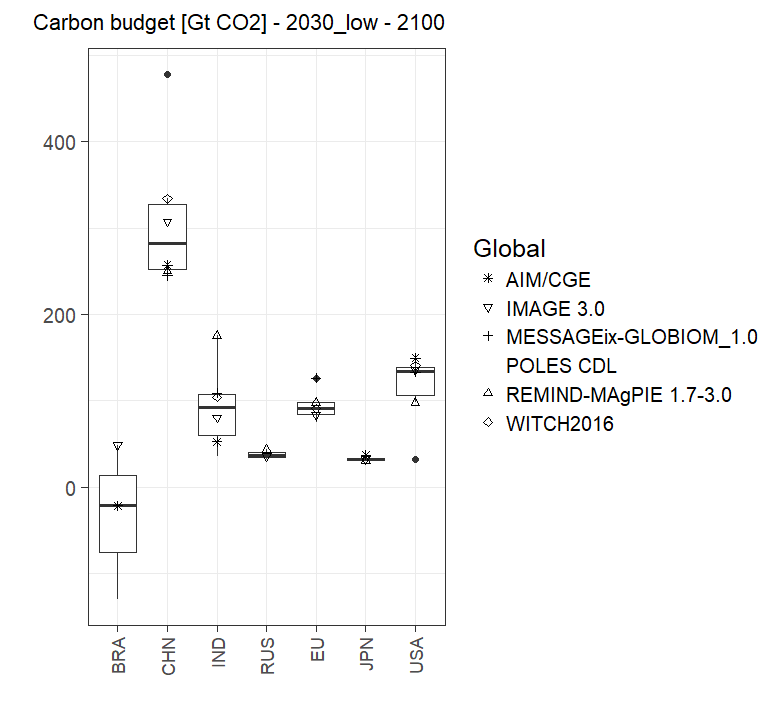 Carbon budget [Gt CO2] - 2030_low - 2100
400
200
0
BRA
CHN
IND
RUS
EU
JPN
USA
Global
AIM/CGE
IMAGE 3.0
MESSAGEix-GLOBIOM_1.0
POLES CDL
REMIND-MAgPIE 1.7-3.0
WITCH2016